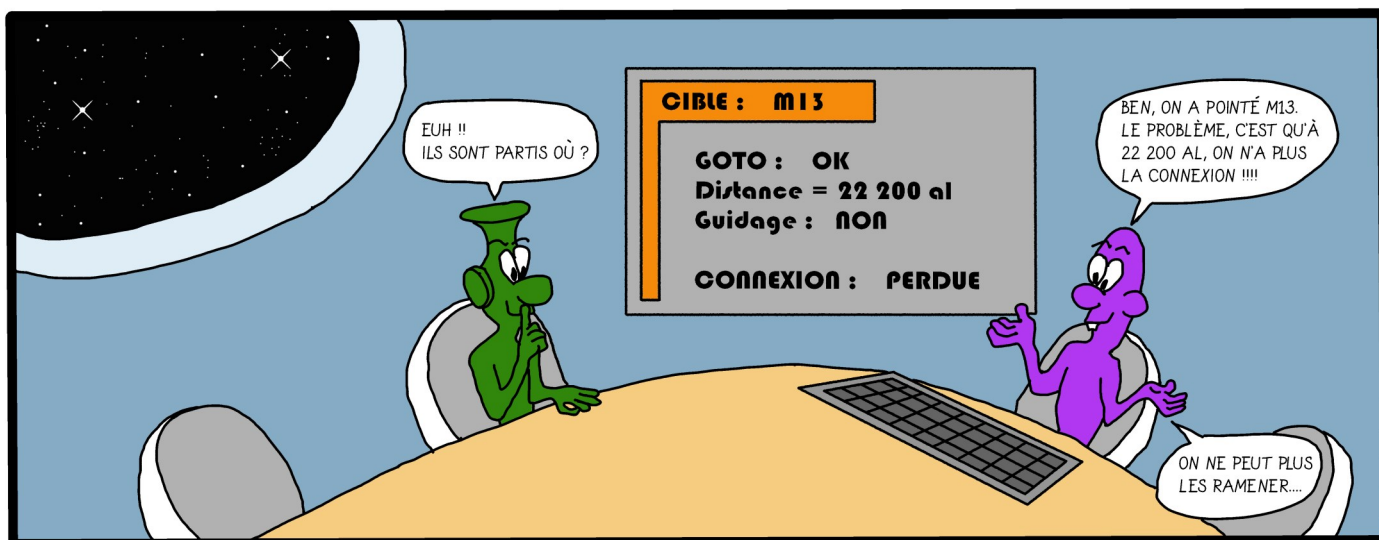 EUH !!
ILS SONT PARTIS OÙ ?
CIBLE : M13
GOTO : OK
Distance = 22 200 al
Guidage : NON
CONNEXION : PERDUE
BEN, ON A POINTÉ M13.
LE PROBLÈME, C'EST QU'À
22 200 AL, ON N'A PLUS
LA CONNEXION !!!!
ON NE PEUT PLUS
LES RAMENER....